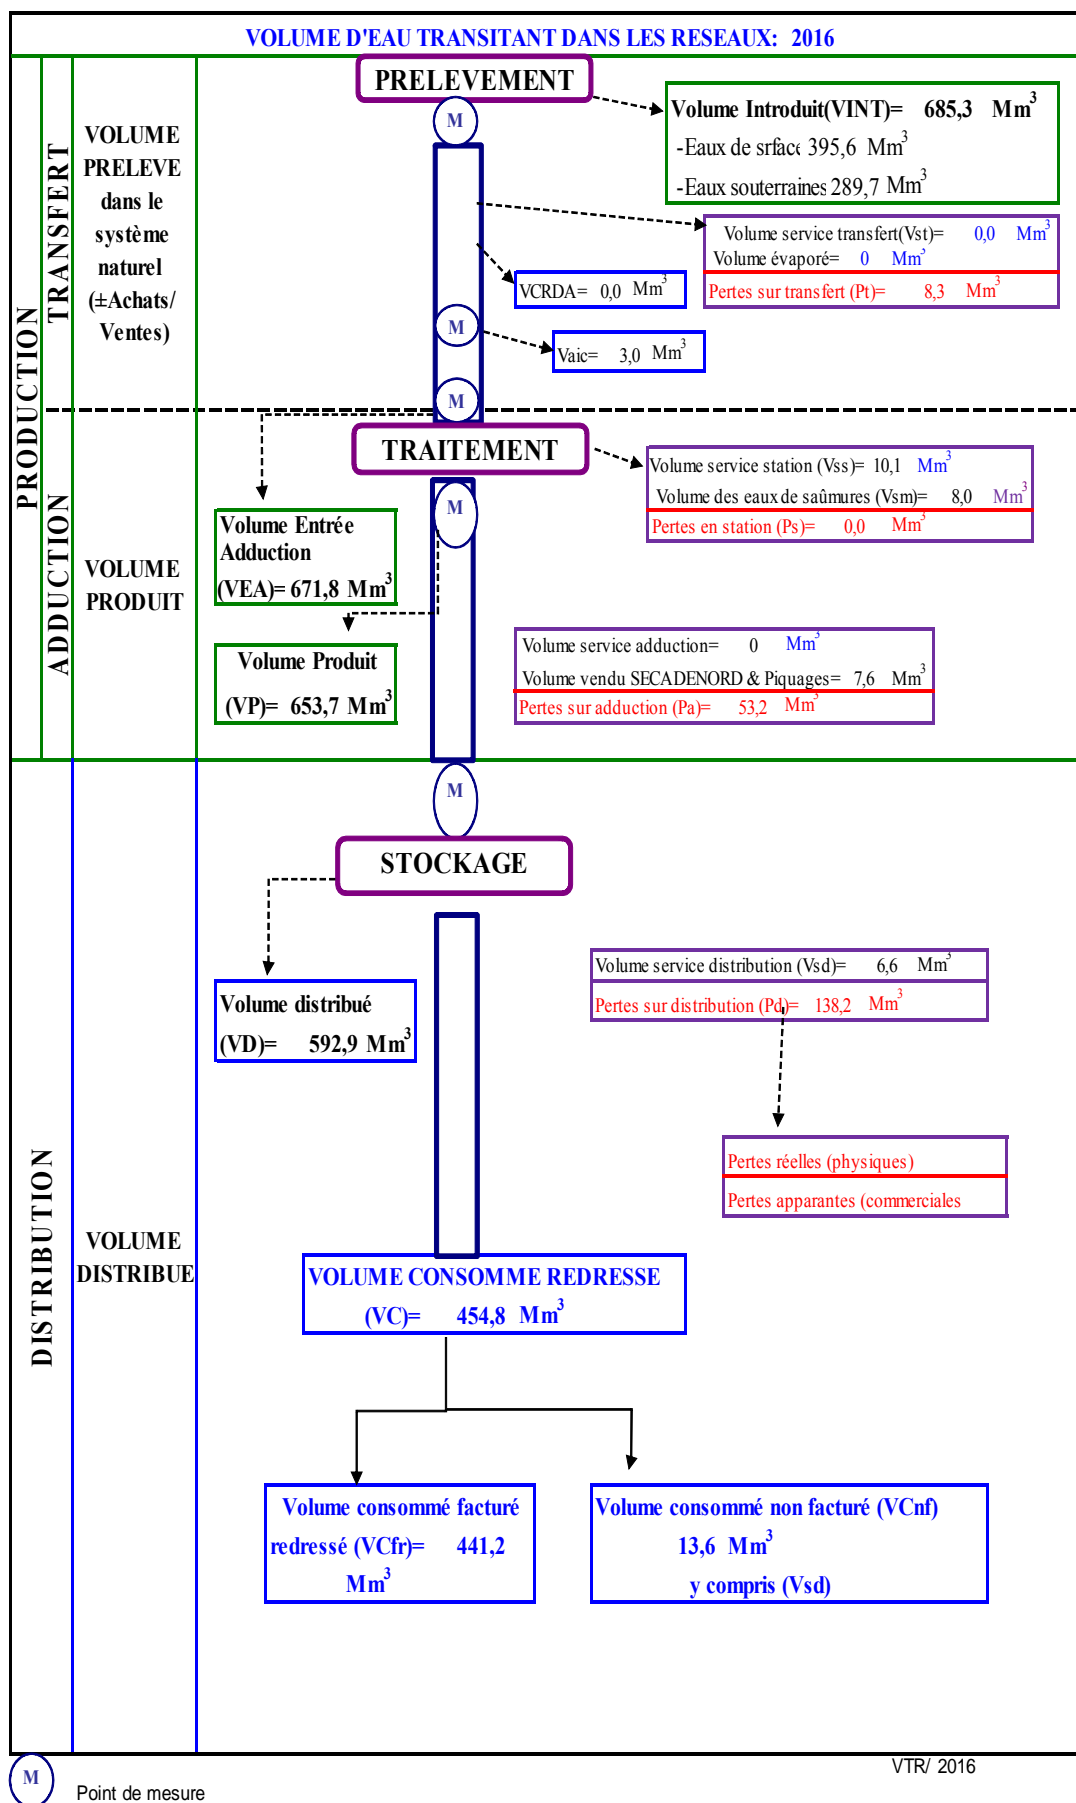 VOLUME D'EAU TRANSITANT DANS LES RESEAUX: 2016
PRELEVEMENT
M
Volume Introduit(VINT)= 685,3 Mm³
-Eaux de srface 395,6 Mm³
-Eaux souterraines 289,7 Mm³
PRODUCTION
TRANSFERT
VOLUME
PRELEVE
dans le
système
naturel
(±Achats/
Ventes)
Volume service transfert(Vst)= 0,0 Mm³
Volume évaporé= 0 Mm³
Pertes sur transfert (Pt)= 8,3 Mm³
VCRDA= 0,0 Mm³
M
Vaic= 3,0 Mm³
M
TRAITEMENT
Volume service station (Vss)= 10,1 Mm³
Volume des eaux de saûmures (Vsm)= 8,0 Mm³
Pertes en station (Ps)= 0,0 Mm³
M
ADDUCTION
VOLUME
PRODUIT
Volume Entrée
Adduction
(VEA)= 671,8 Mm³
Volume Produit
(VP)= 653,7 Mm³
Volume service adduction= 0 Mm³
Volume vendu SECADENORD & Piquages= 7,6 Mm³
Pertes sur adduction (Pa)= 53,2 Mm³
M
STOCKAGE
Volume distribué
(VD)= 592,9 Mm³
Volume service distribution (Vsd)= 6,6 Mm³
Pertes sur distribution (Pd)= 138,2 Mm³
Pertes réelles (physiques)
Pertes apparantes (commerciales
DISTRIBUTION
VOLUME
DISTRIBUE
VOLUME CONSOMME REDRESSE
(VC)= 454,8 Mm³
Volume consommé facturé
redressé (VCfr)= 441,2
Mm³
Volume consommé non facturé (VCnf)
13,6 Mm³
y compris (Vsd)
VTR/ 2016
M
Point de mesure